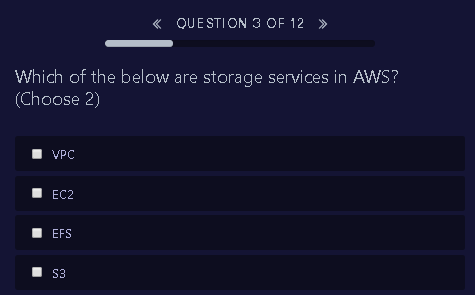 « QUESTION 3 OF 12 »
Which of the below are storage services in AWS?
(Choose 2)
VPC
EC2
EFS
S3